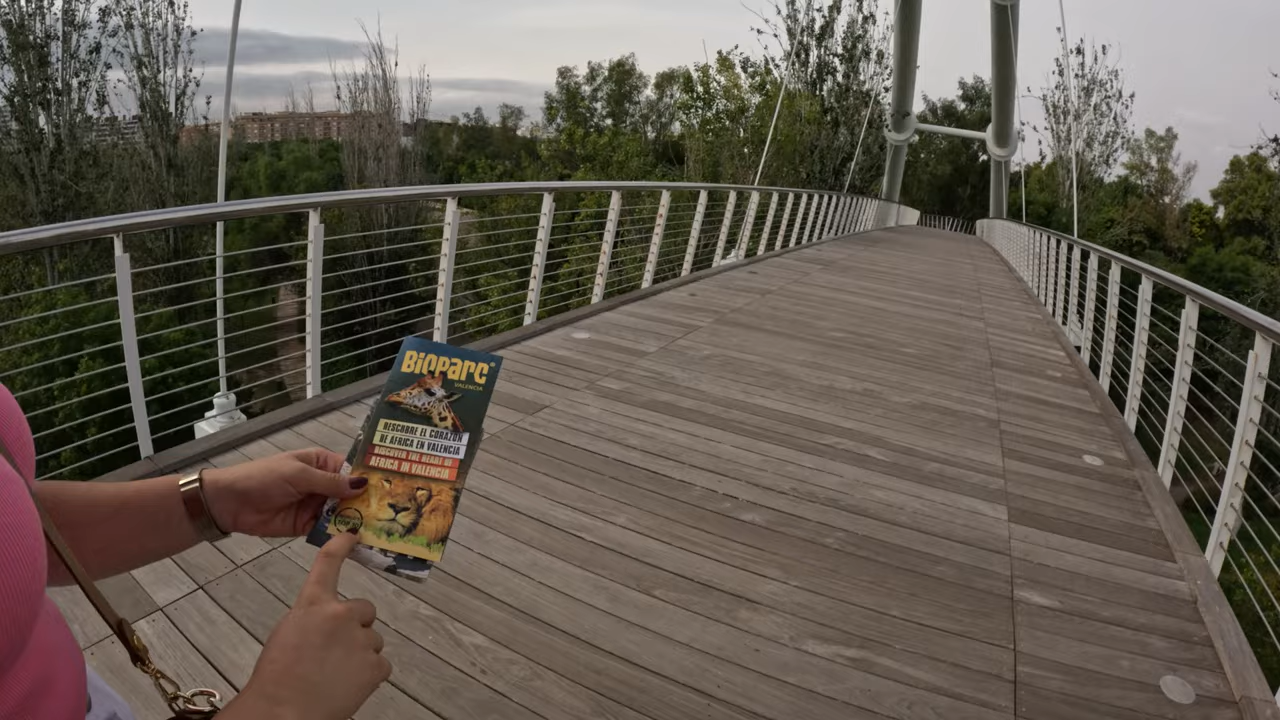 BIOPARC®
VALENCIA
DESCUBRE EL CORAZÓN
DE ÁFRICA EN VALENCIA
DISCOVER THE HEART OF
AFRICA IN VALENCIA